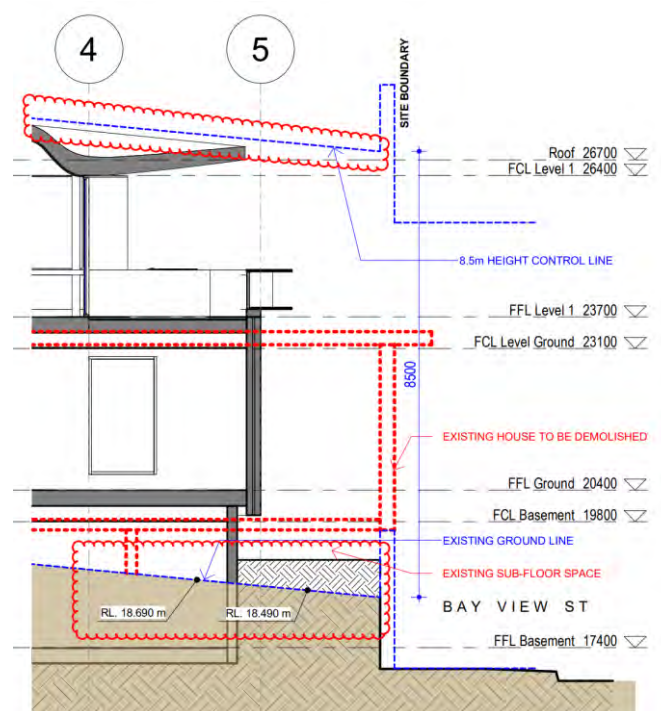 4
5
SITE BOUNDARY
Roof 26700
FCL Level 1 26400
8.5m HEIGHT CONTROL LINE
FFL Level 1 23700
FCL Level Ground 23100
8500
EXISTING HOUSE TO BE DEMOLISHED
FFL Ground 20400
FCL Basement 19800
EXISTING GROUND LINE
EXISTING SUB-FLOOR SPACE
RL. 18.690 m
RL. 18.490 m
BAY VIEW ST
FFL Basement 17400